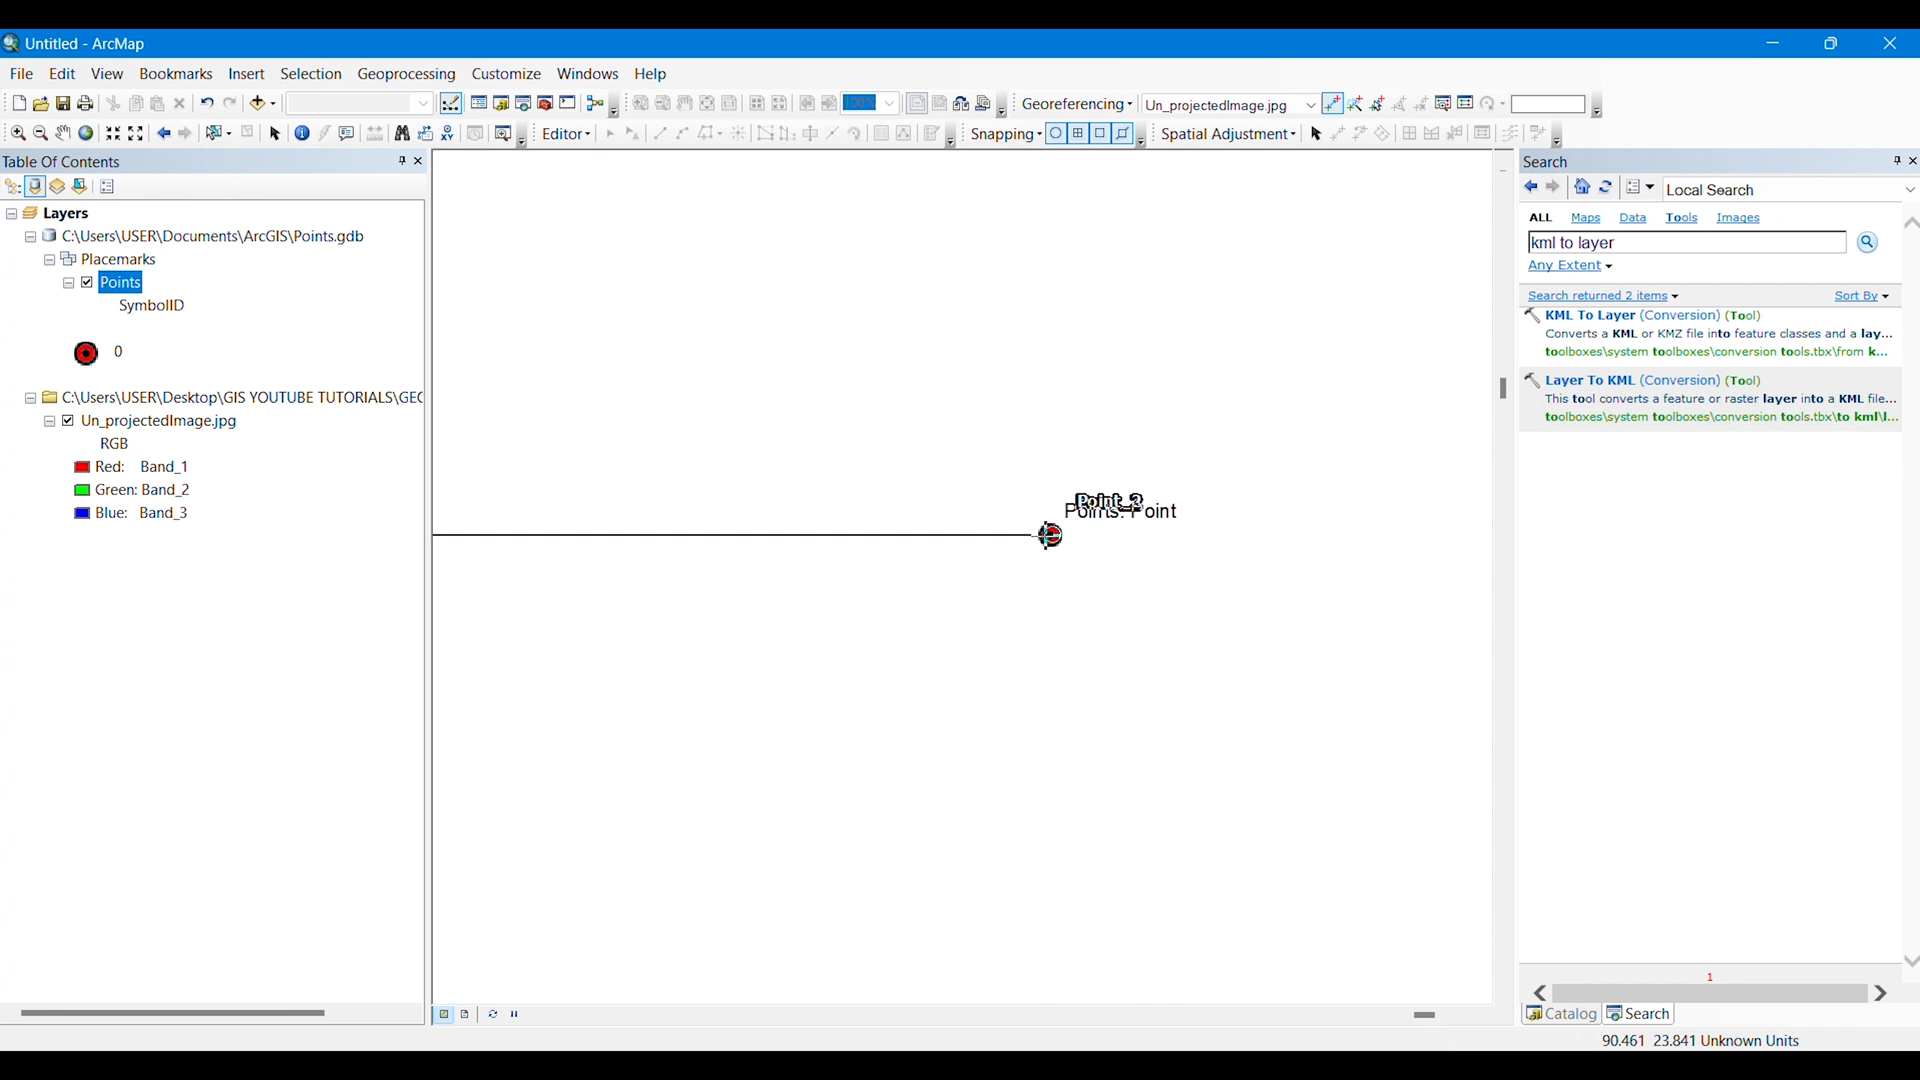 Untitled - ArcMap
File Edit View Bookmarks Insert Selection Geoprocessing Customize Windows Help
100% Georeferencing Un_projectedImage.jpg
Editor Snapping Spatial Adjustment
Table Of Contents
Layers
C:\Users\USER\Documents\ArcGIS\Points.gdb
Placemarks
Points
SymbolID
0
C:\Users\USER\Desktop\GIS YOUTUBE TUTORIALS\GEC
Un_projectedImage.jpg
RGB
Red: Band_1
Green: Band_2
Blue: Band_3
Point_3
Points: Point
Search
Local Search
ALL Maps Data Tools Images
kml to layer
Any Extent
Search returned 2 items Sort By
KML To Layer (Conversion) (Tool)
Converts a KML or KMZ file into feature classes and a lay...
toolboxes\system toolboxes\conversion tools.tbx\from k...
Layer To KML (Conversion) (Tool)
This tool converts a feature or raster layer into a KML file...
toolboxes\system toolboxes\conversion tools.tbx\to kml\l...
1
Catalog Search
90.461 23.841 Unknown Units